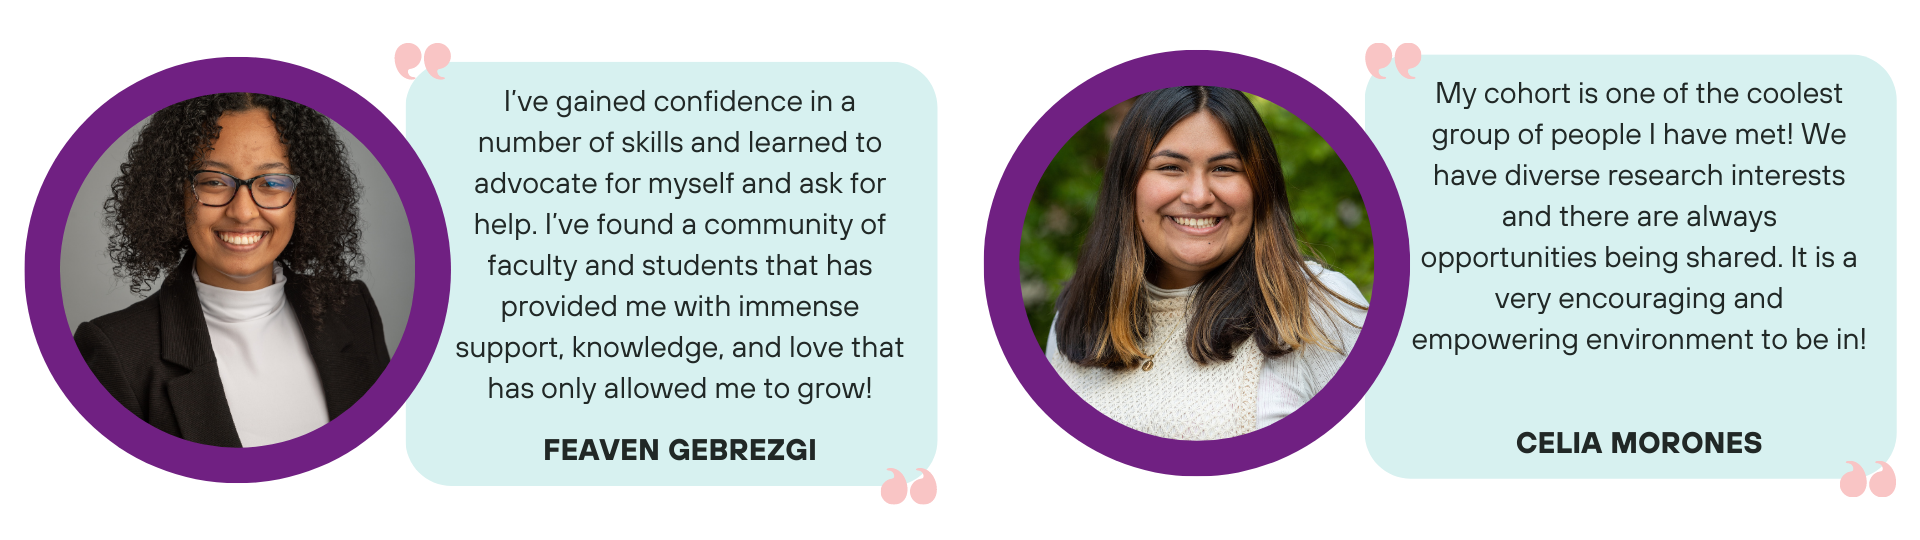 I’ve gained confidence in a
number of skills and learned to
advocate for myself and ask for
help. I’ve found a community of
faculty and students that has
provided me with immense
support, knowledge, and love that
has only allowed me to grow!
FEAVEN GEBREZGI
My cohort is one of the coolest
group of people I have met! We
have diverse research interests
and there are always
opportunities being shared. It is a
very encouraging and
empowering environment to be in!
CELIA MORONES